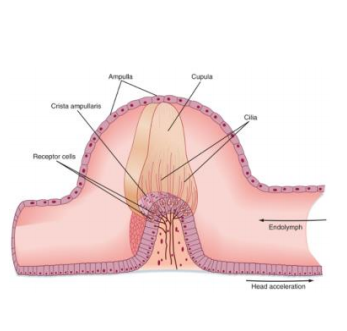 Ampulla
Cupula
Crista ampullaris
Cilia
Receptor cells
Endolymph
Head acceleration